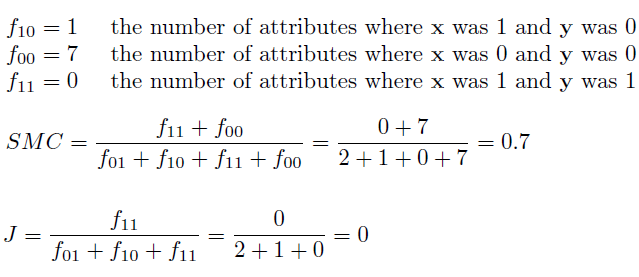 f₁₀ = 1 the number of attributes where x was 1 and y was 0
f₀₀ = 7 the number of attributes where x was 0 and y was 0
f₁₁ = 0 the number of attributes where x was 1 and y was 1
SMC = (f₁₁ + f₀₀) / (f₀₁ + f₁₀ + f₁₁ + f₀₀) = (0 + 7) / (2 + 1 + 0 + 7) = 0.7
J = f₁₁ / (f₀₁ + f₁₀ + f₁₁) = 0 / (2 + 1 + 0) = 0